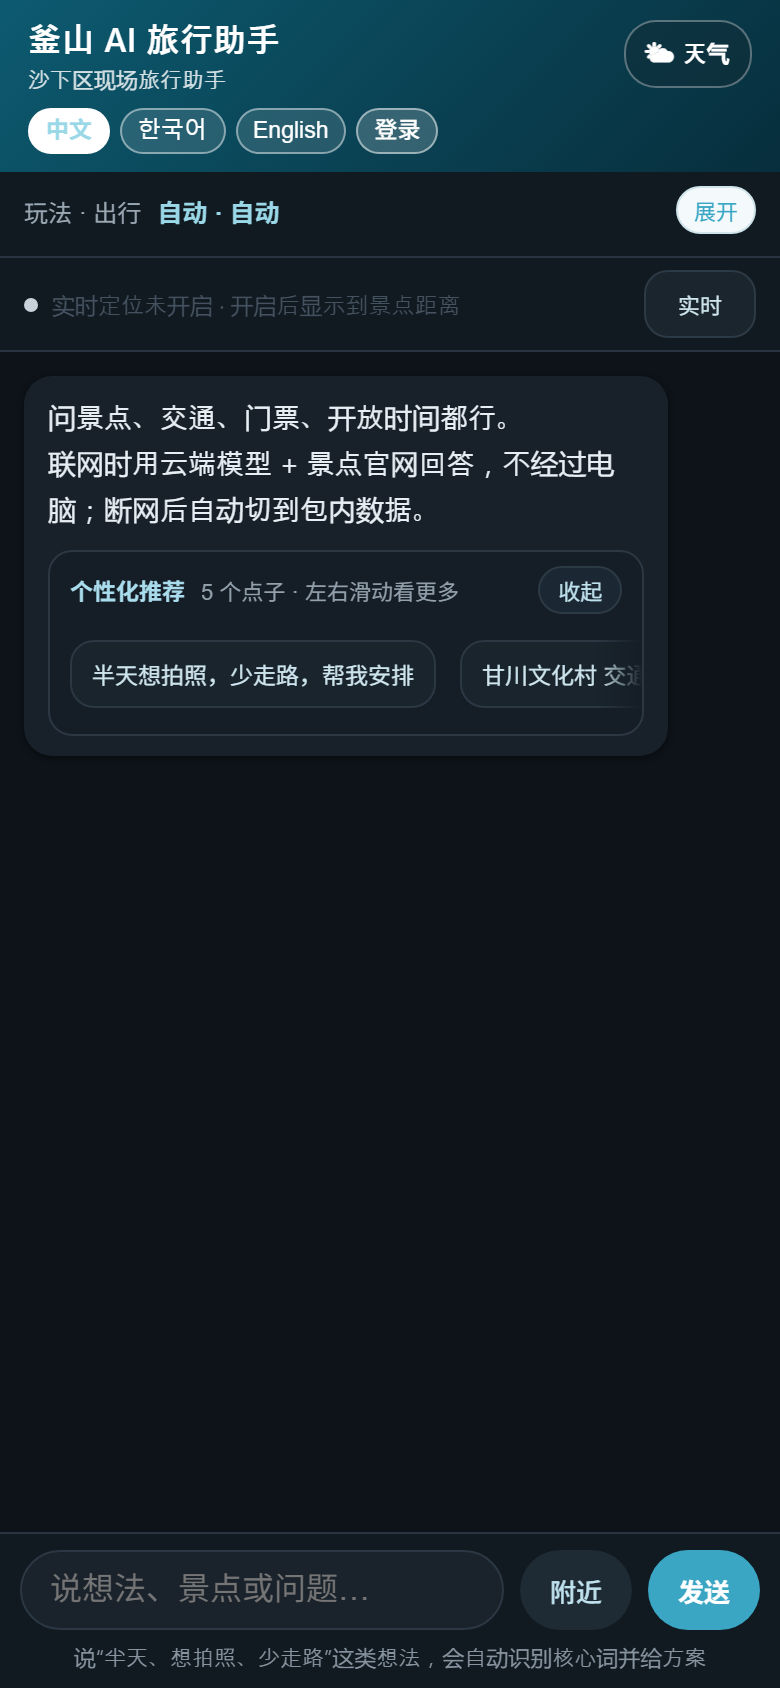 釜山 AI 旅行助手
天气
沙下区现场旅行助手
中文 한국어 English 登录
玩法 · 出行 自动 · 自动 展开
实时定位未开启 · 开启后显示到景点距离 实时
问景点、交通、门票、开放时间都行。
联网时用云端模型 + 景点官网回答，不经过电
脑；断网后自动切到包内数据。
个性化推荐 5 个点子 · 左右滑动看更多 收起
半天想拍照，少走路，帮我安排 甘川文化村 交通
说想法、景点或问题… 附近 发送
说“半天、想拍照、少走路”这类想法，会自动识别核心词并给方案